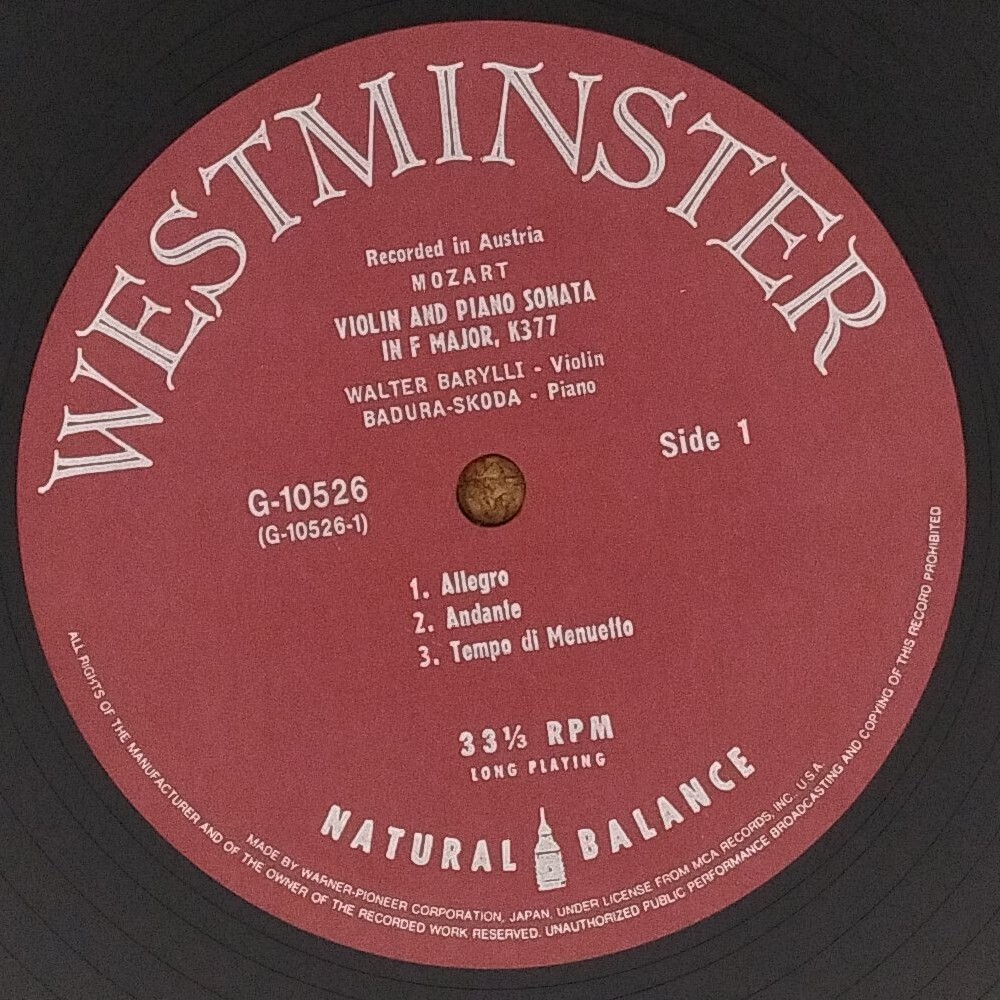 WESTMINSTER
Recorded in Austria
MOZART
VIOLIN AND PIANO SONATA
IN F MAJOR, K377
WALTER BARYLLI - Violin
BADURA-SKODA - Piano
Side 1
G-10526
(G-10526-1)
1. Allegro
2. Andante
3. Tempo di Menuetto
33⅓ RPM
LONG PLAYING
NATURAL BALANCE
MADE BY WARNER-PIONEER CORPORATION, JAPAN, UNDER LICENSE FROM MCA RECORDS, INC., U.S.A.
ALL RIGHTS OF THE MANUFACTURER AND OF THE OWNER OF THE RECORDED WORK RESERVED. UNAUTHORIZED PUBLIC PERFORMANCE BROADCASTING AND COPYING OF THIS RECORD PROHIBITED